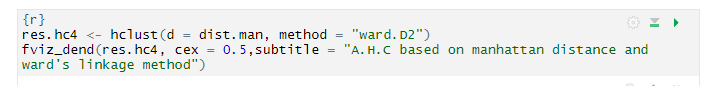 {r}
res.hc4 <- hclust(d = dist.man, method = "ward.D2")
fviz_dend(res.hc4, cex = 0.5,subtitle = "A.H.C based on manhattan distance and
ward's linkage method")